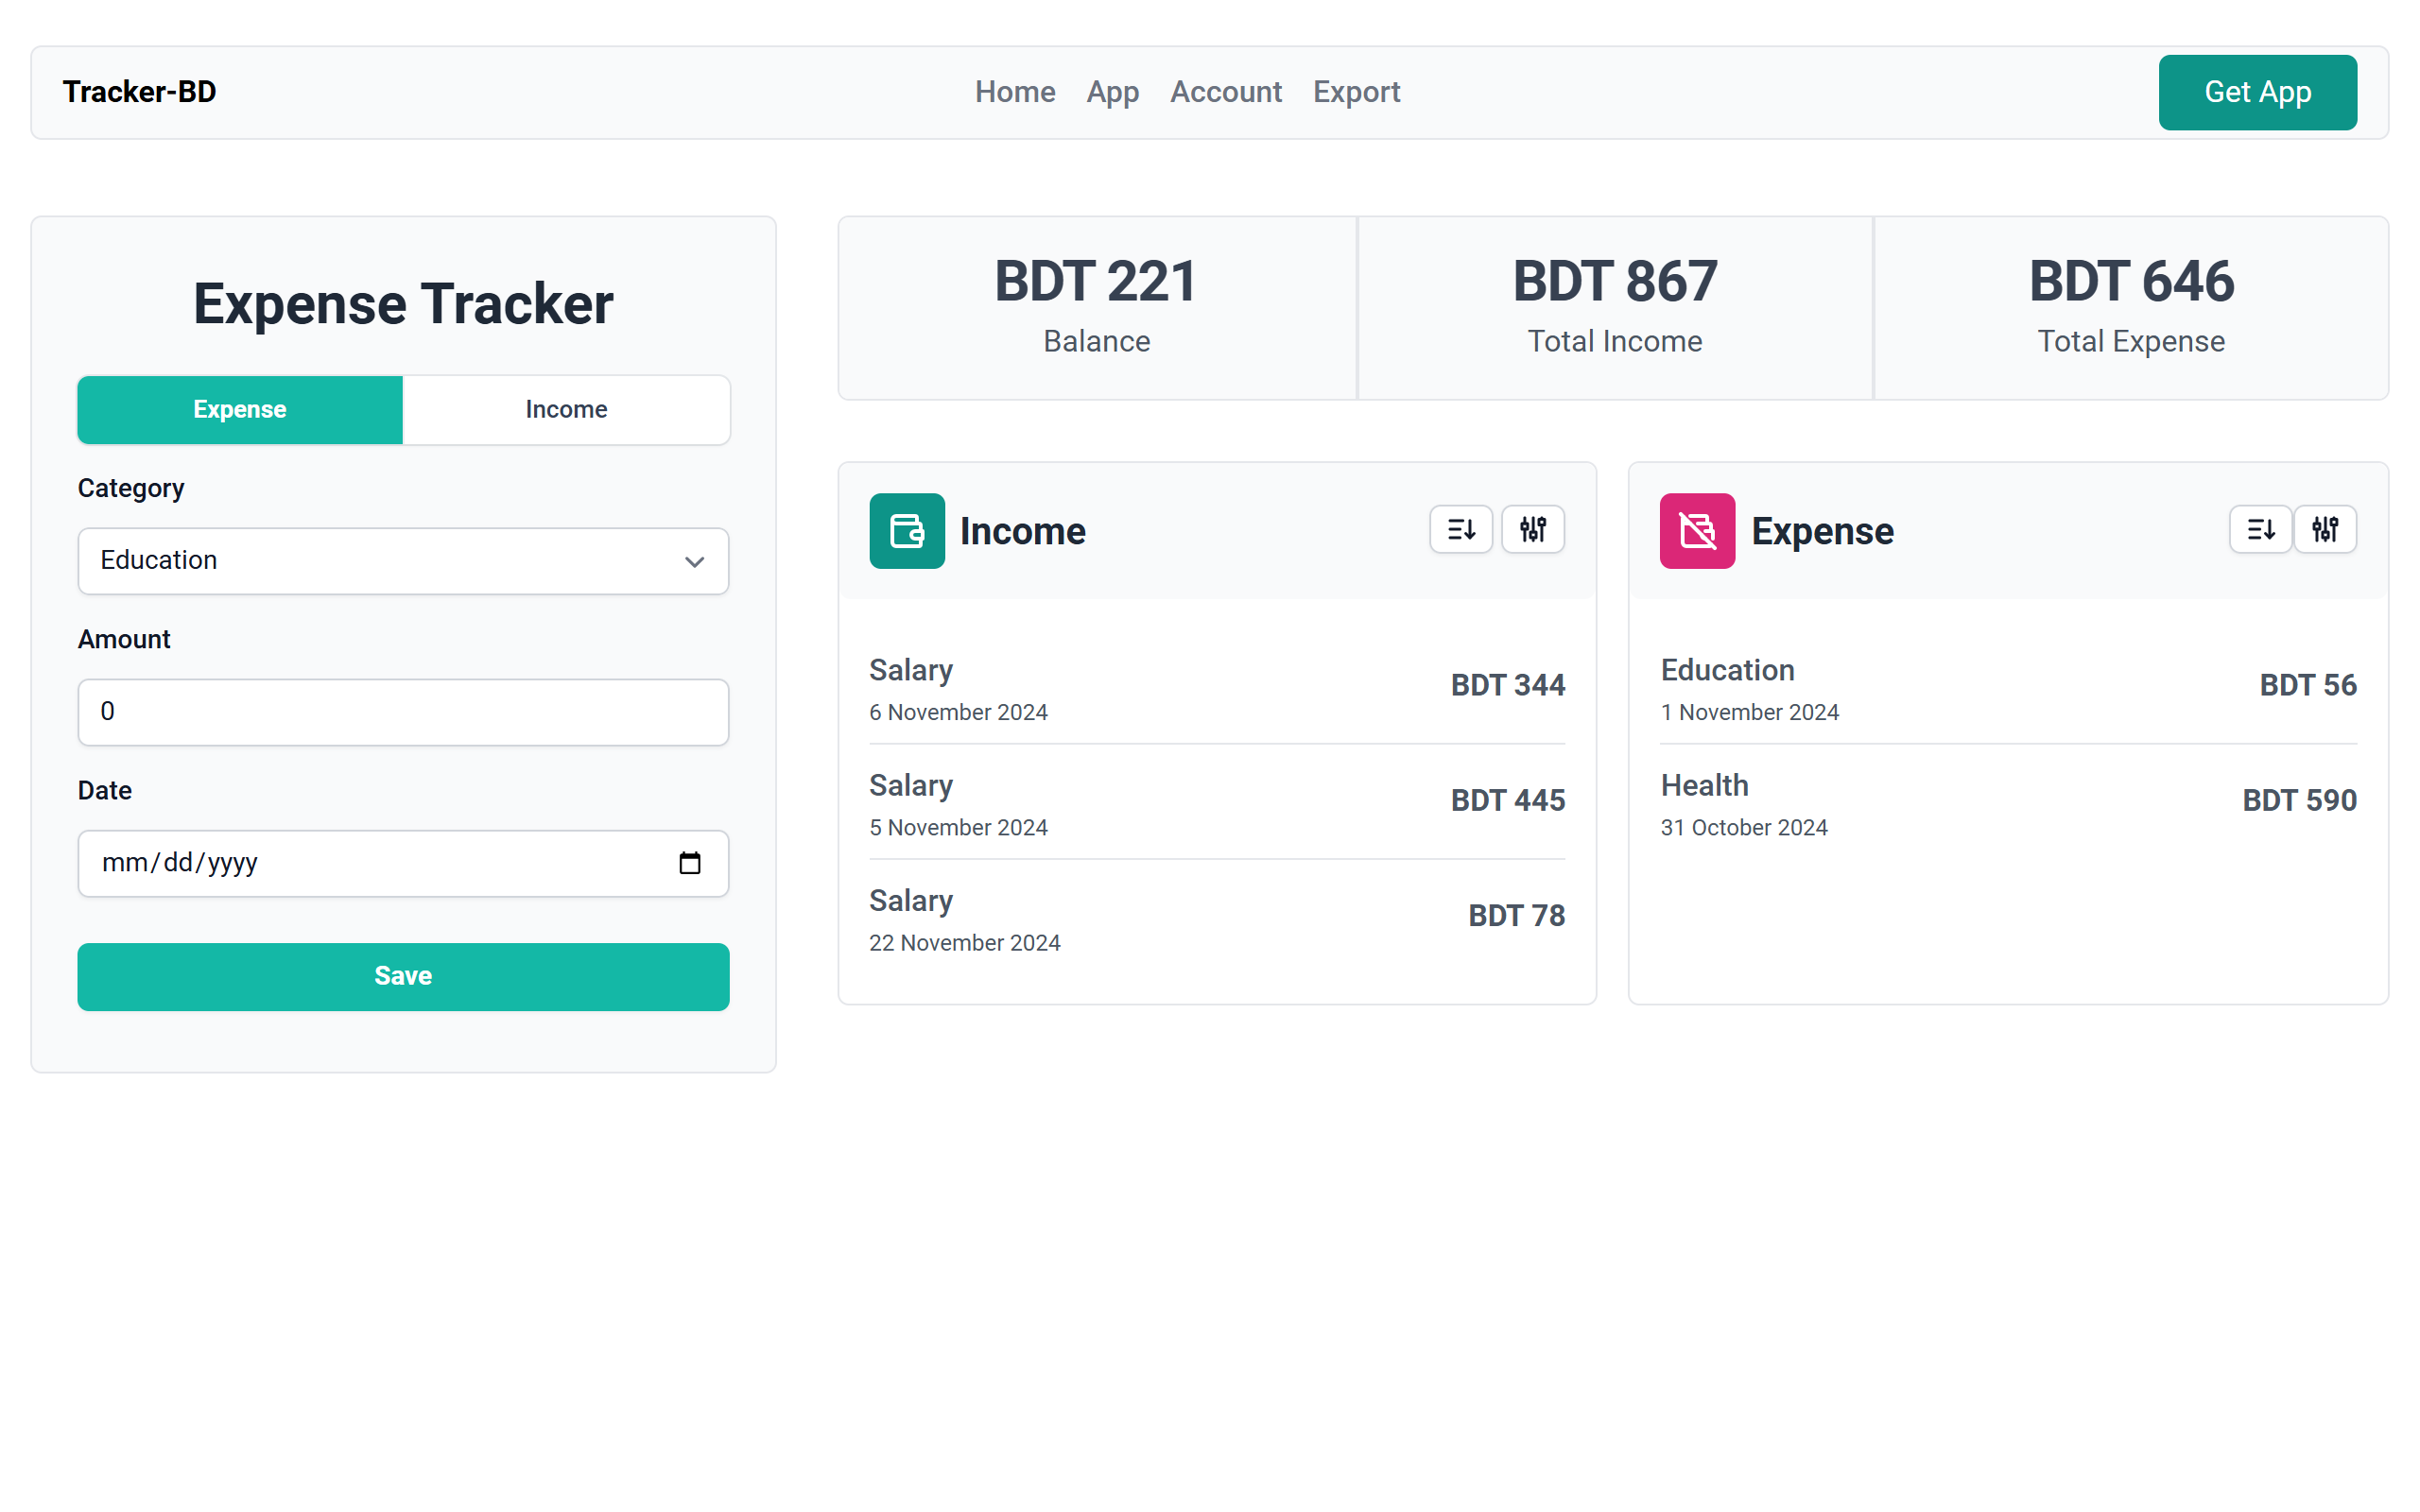 Tracker-BD
Home App Account Export
Get App
Expense Tracker
Expense Income
Category
Education
Amount
0
Date
mm/dd/yyyy
Save
BDT 221
Balance
BDT 867
Total Income
BDT 646
Total Expense
Income
Salary
6 November 2024
BDT 344
Salary
5 November 2024
BDT 445
Salary
22 November 2024
BDT 78
Expense
Education
1 November 2024
BDT 56
Health
31 October 2024
BDT 590